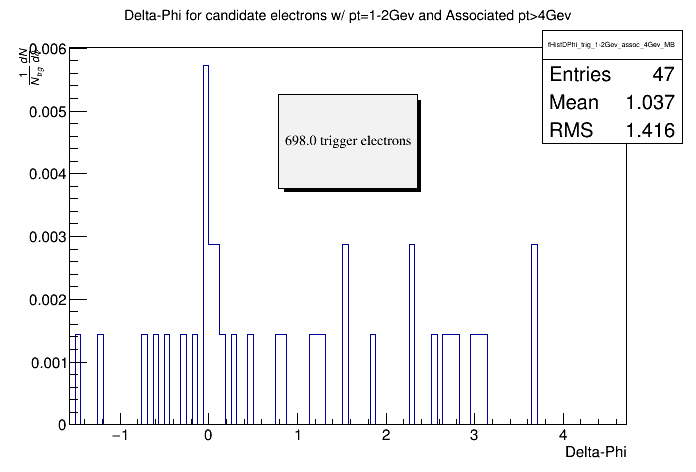 Delta-Phi for candidate electrons w/ pt=1-2Gev and Associated pt>4Gev
fHistDPhi_trig_1-2Gev_assoc_4Gev_MB
Entries 47
Mean 1.037
RMS 1.416
698.0 trigger electrons
0.006
0.005
0.004
0.003
0.002
0.001
0
−1 0 1 2 3 4
Delta-Phi